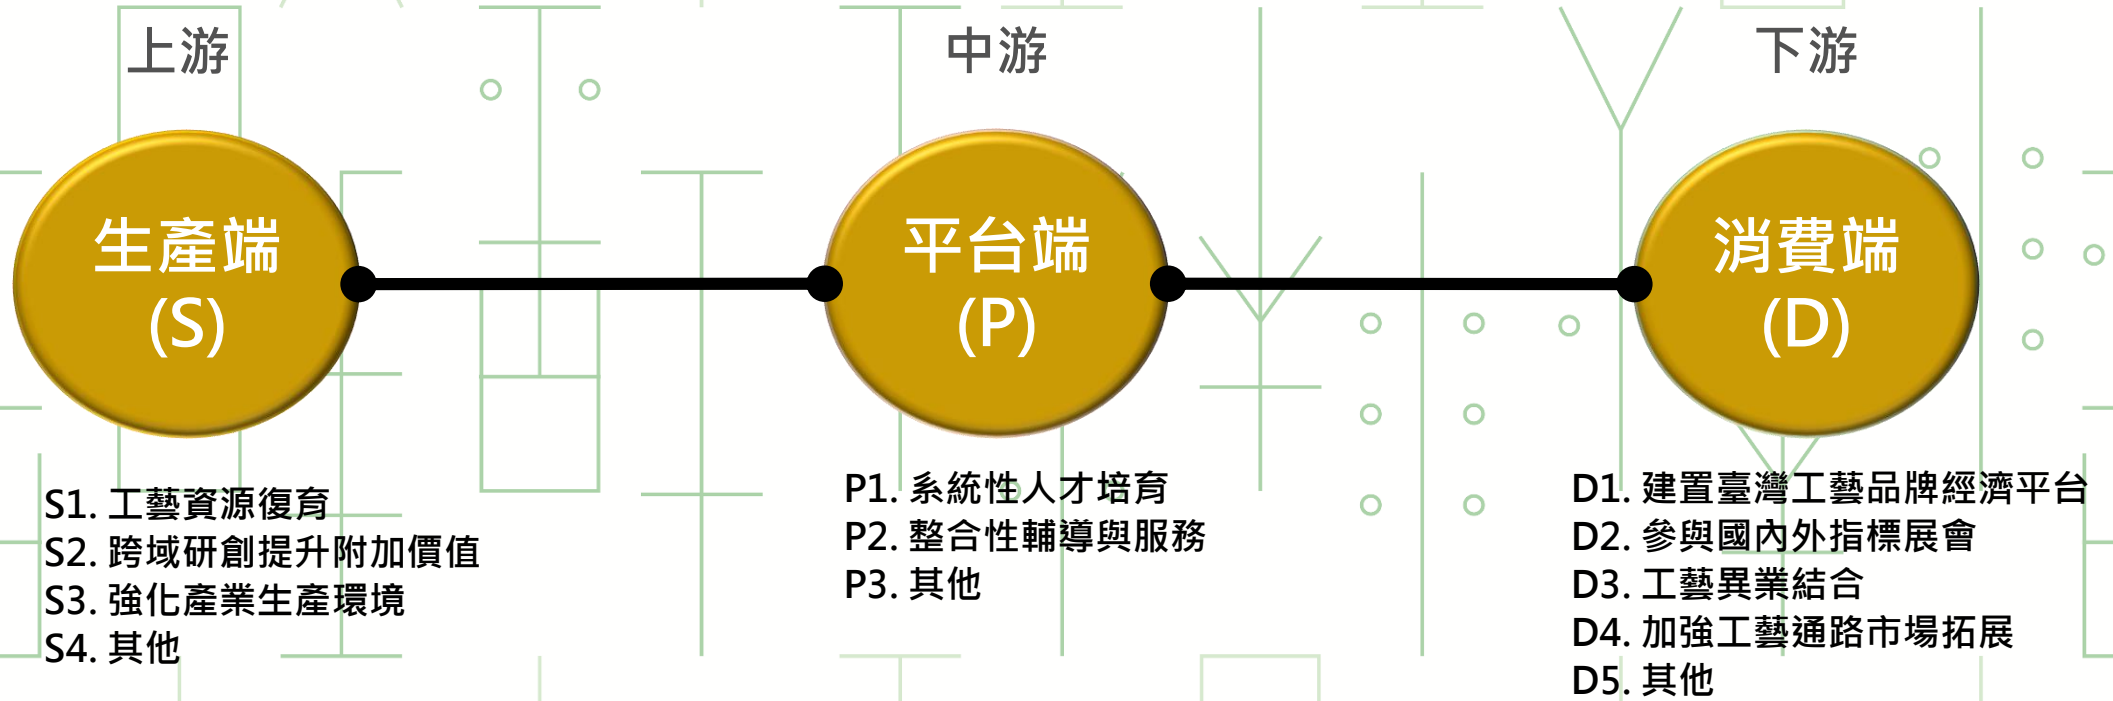 上游
生產端
(S)
S1. 工藝資源復育
S2. 跨域研創提升附加價值
S3. 強化產業生產環境
S4. 其他
中游
平台端
(P)
P1. 系統性人才培育
P2. 整合性輔導與服務
P3. 其他
下游
消費端
(D)
D1. 建置臺灣工藝品牌經濟平台
D2. 參與國內外指標展會
D3. 工藝異業結合
D4. 加強工藝通路市場拓展
D5. 其他